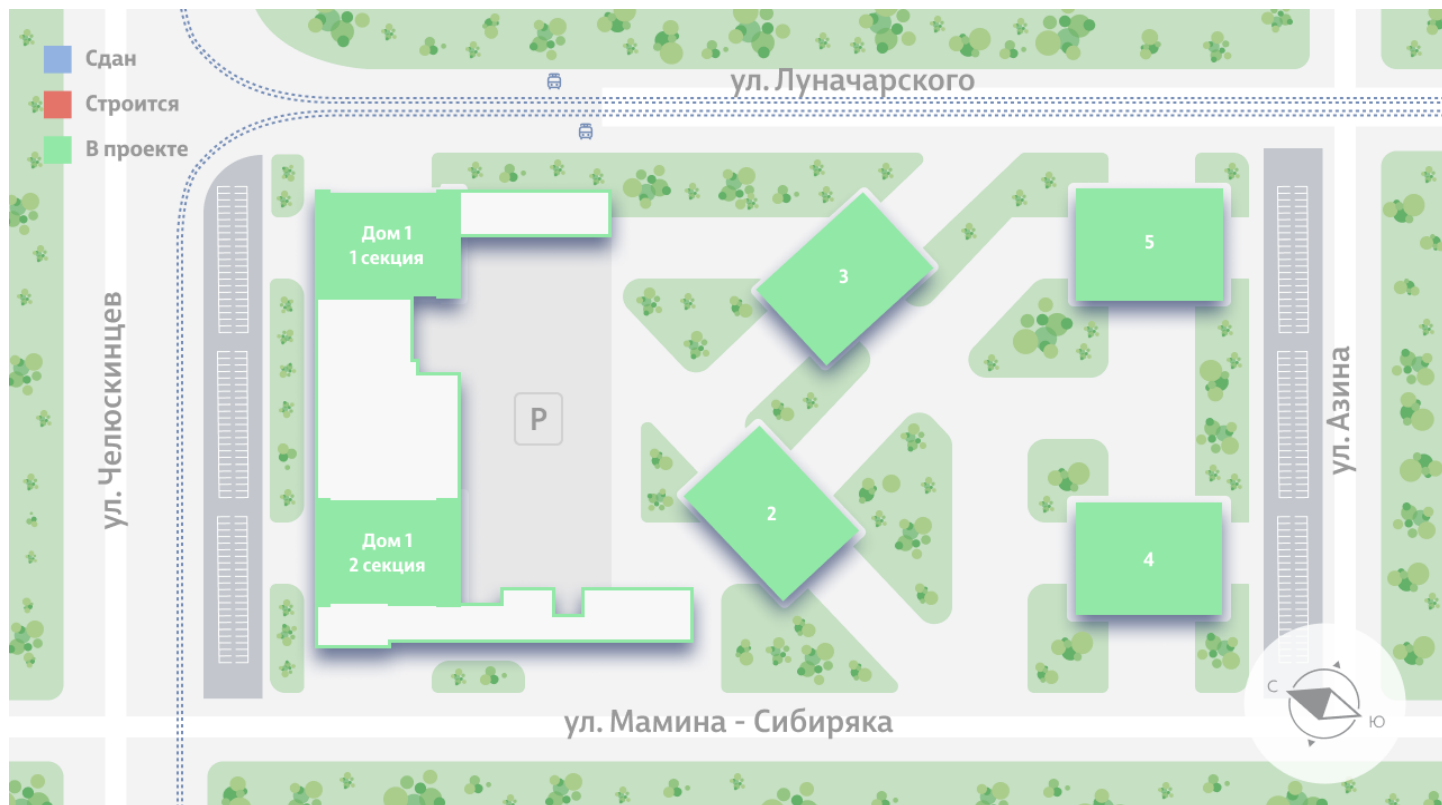 Сдан
Строится
В проекте
ул. Луначарского
Дом 1
1 секция
3
5
ул. Челюскинцев
P
ул. Азина
2
Дом 1
2 секция
4
ул. Мамина - Сибиряка
С
Ю